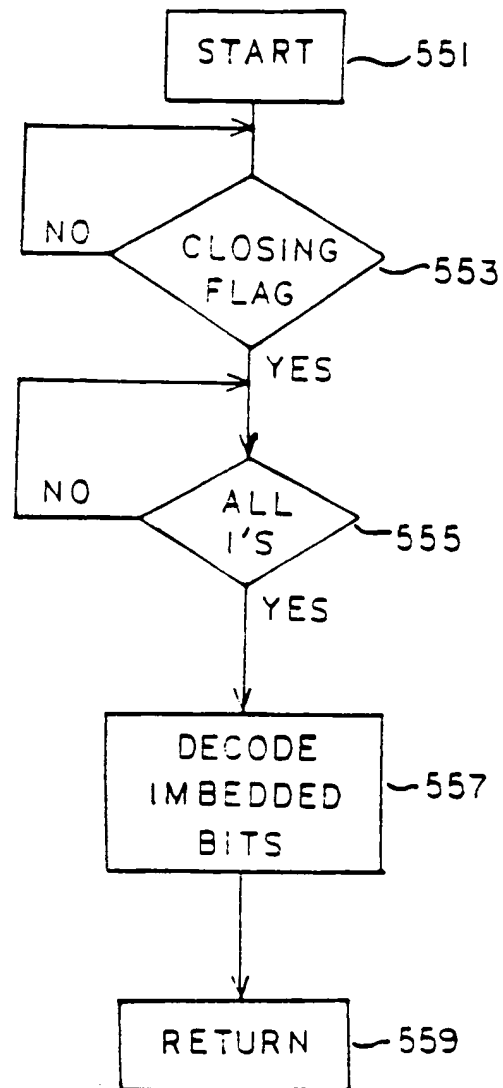 START
551
NO
CLOSING
FLAG
553
YES
NO
ALL
1'S
555
YES
DECODE
IMBEDDED
BITS
557
RETURN
559